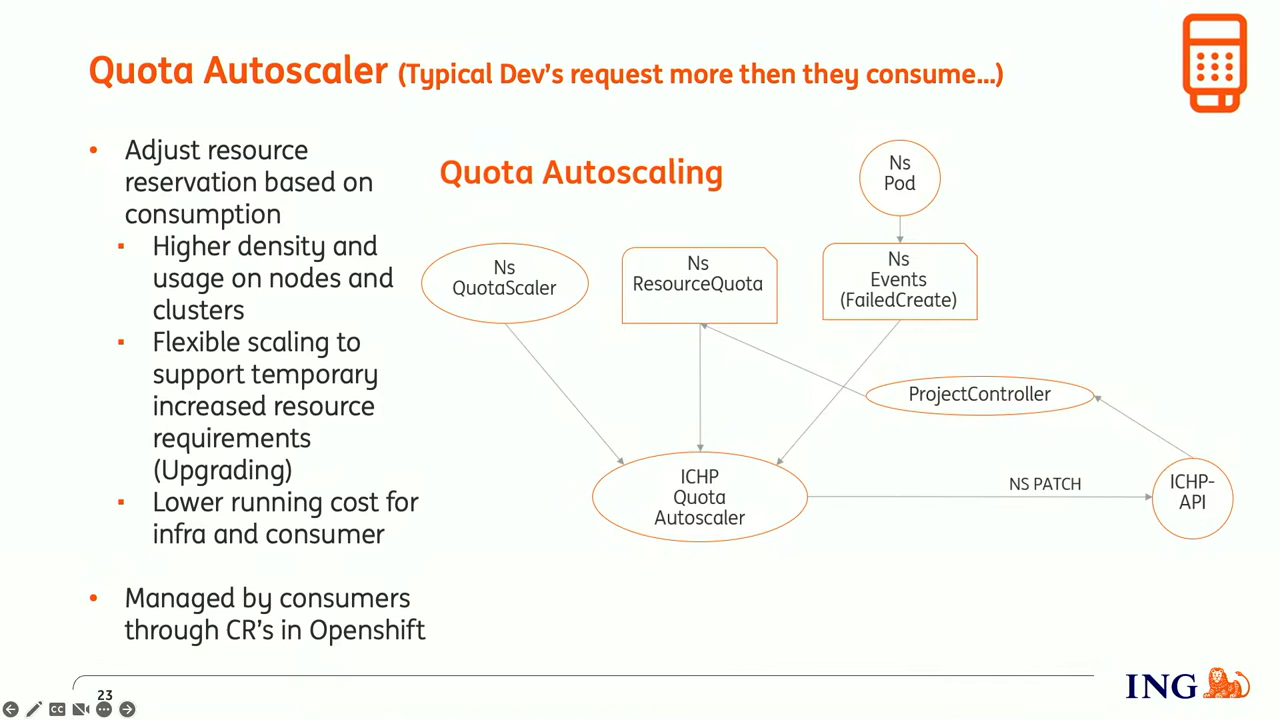 Quota Autoscaler (Typical Dev's request more then they consume...)
• Adjust resource
reservation based on
consumption
▪ Higher density and
usage on nodes and
clusters
▪ Flexible scaling to
support temporary
increased resource
requirements
(Upgrading)
▪ Lower running cost for
infra and consumer
• Managed by consumers
through CR's in Openshift
Quota Autoscaling
Ns
Pod
Ns
QuotaScaler
Ns
ResourceQuota
Ns
Events
(FailedCreate)
ProjectController
ICHP
Quota
Autoscaler
NS PATCH
ICHP-
API
23
CC
ING